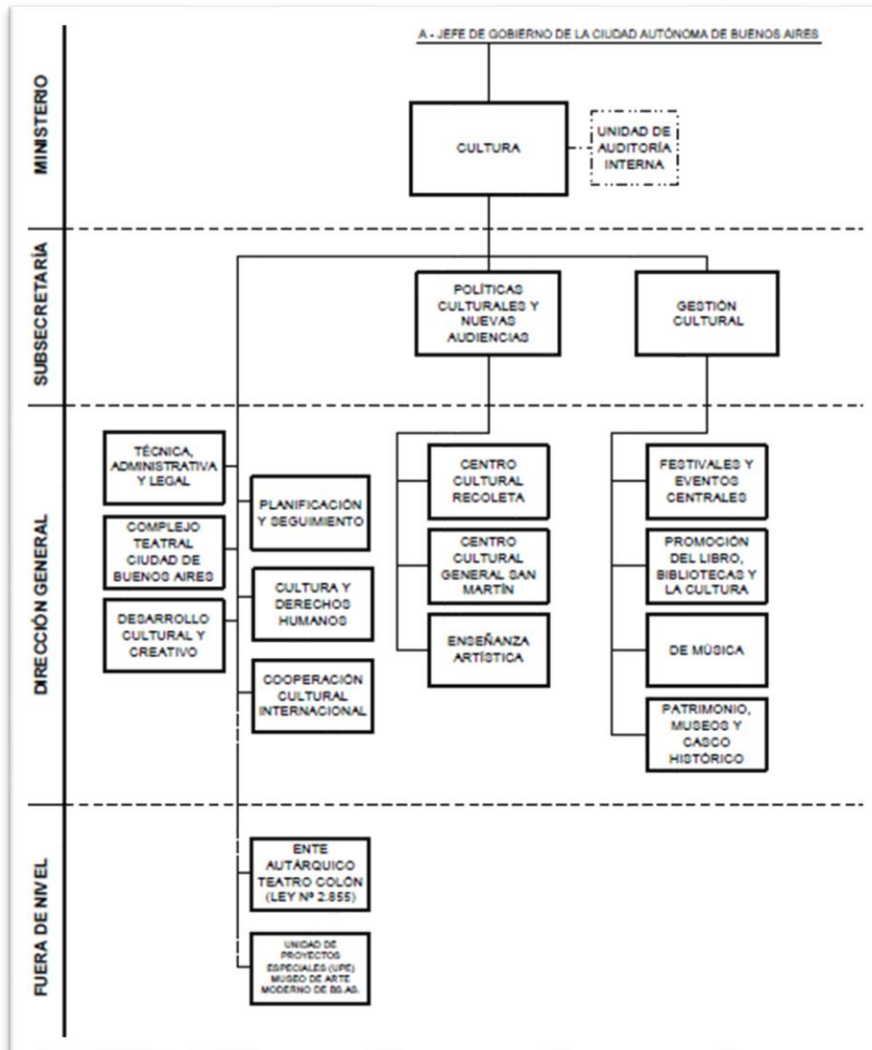 A - JEFE DE GOBIERNO DE LA CIUDAD AUTÓNOMA DE BUENOS AIRES
MINISTERIO
CULTURA
UNIDAD DE
AUDITORÍA
INTERNA
SUBSECRETARÍA
POLÍTICAS
CULTURALES Y
NUEVAS
AUDIENCIAS
GESTIÓN
CULTURAL
DIRECCIÓN GENERAL
TÉCNICA,
ADMINISTRATIVA
Y LEGAL
COMPLEJO
TEATRAL
CIUDAD DE
BUENOS AIRES
DESARROLLO
CULTURAL Y
CREATIVO
PLANIFICACIÓN
Y SEGUIMIENTO
CULTURA Y
DERECHOS
HUMANOS
COOPERACIÓN
CULTURAL
INTERNACIONAL
CENTRO
CULTURAL
RECOLETA
CENTRO
CULTURAL
GENERAL SAN
MARTÍN
ENSEÑANZA
ARTÍSTICA
FESTIVALES Y
EVENTOS
CENTRALES
PROMOCIÓN
DEL LIBRO,
BIBLIOTECAS Y
LA CULTURA
DE MÚSICA
PATRIMONIO,
MUSEOS Y
CASCO
HISTÓRICO
FUERA DE NIVEL
ENTE
AUTÁRQUICO
TEATRO COLÓN
(LEY Nº 2.855)
UNIDAD DE
PROYECTOS
ESPECIALES (UPE)
MUSEO DE ARTE
MODERNO DE BS.AS.